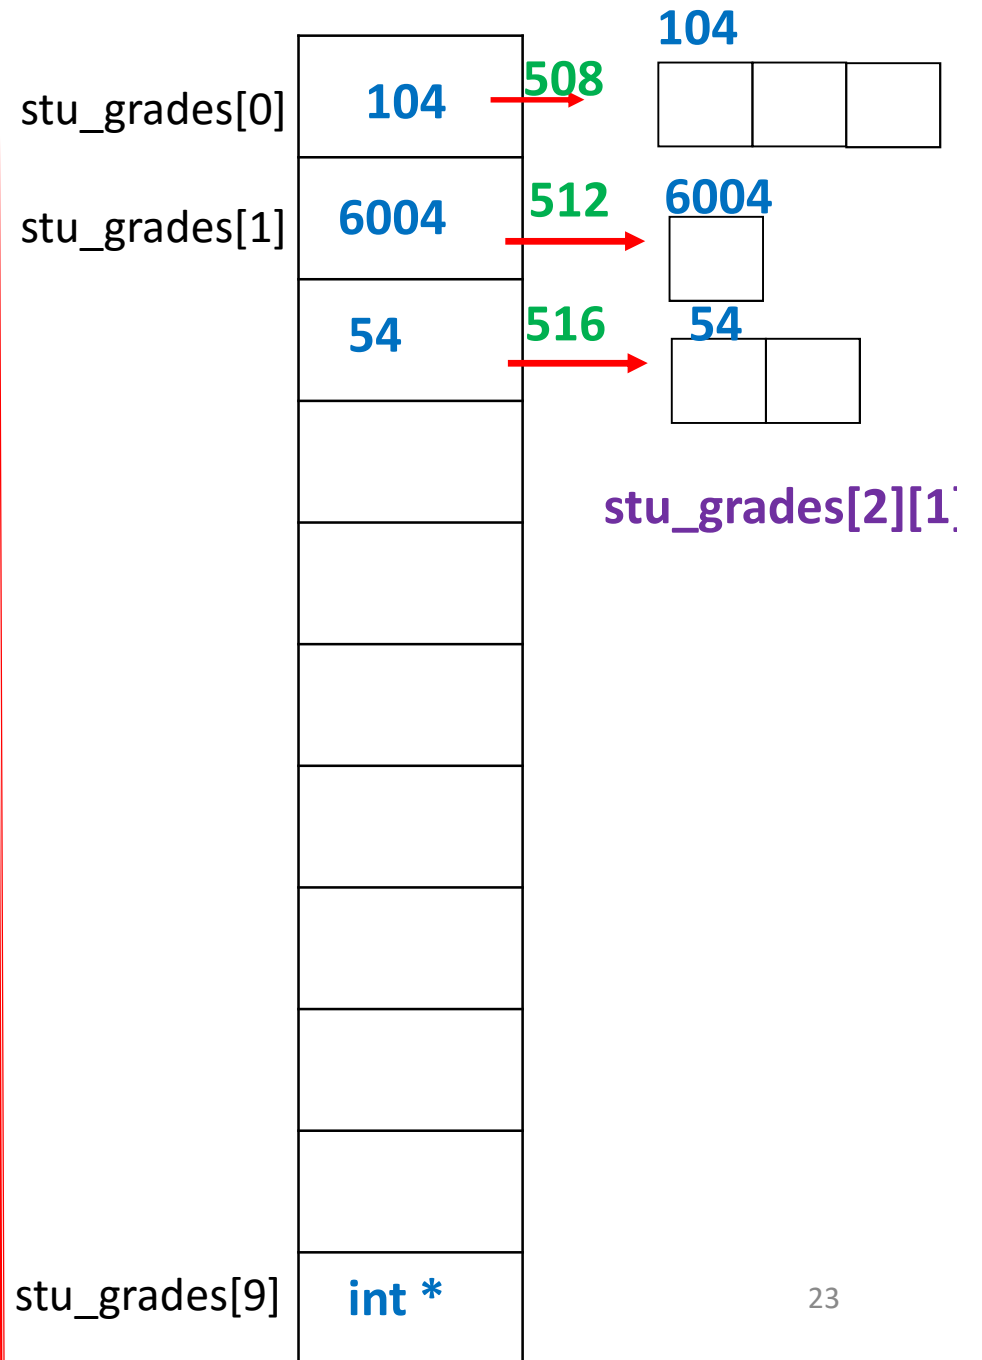 104
stu_grades[0] 104 508
stu_grades[1] 6004 512 6004
54 516 54
stu_grades[2][1]
stu_grades[9] int * 23